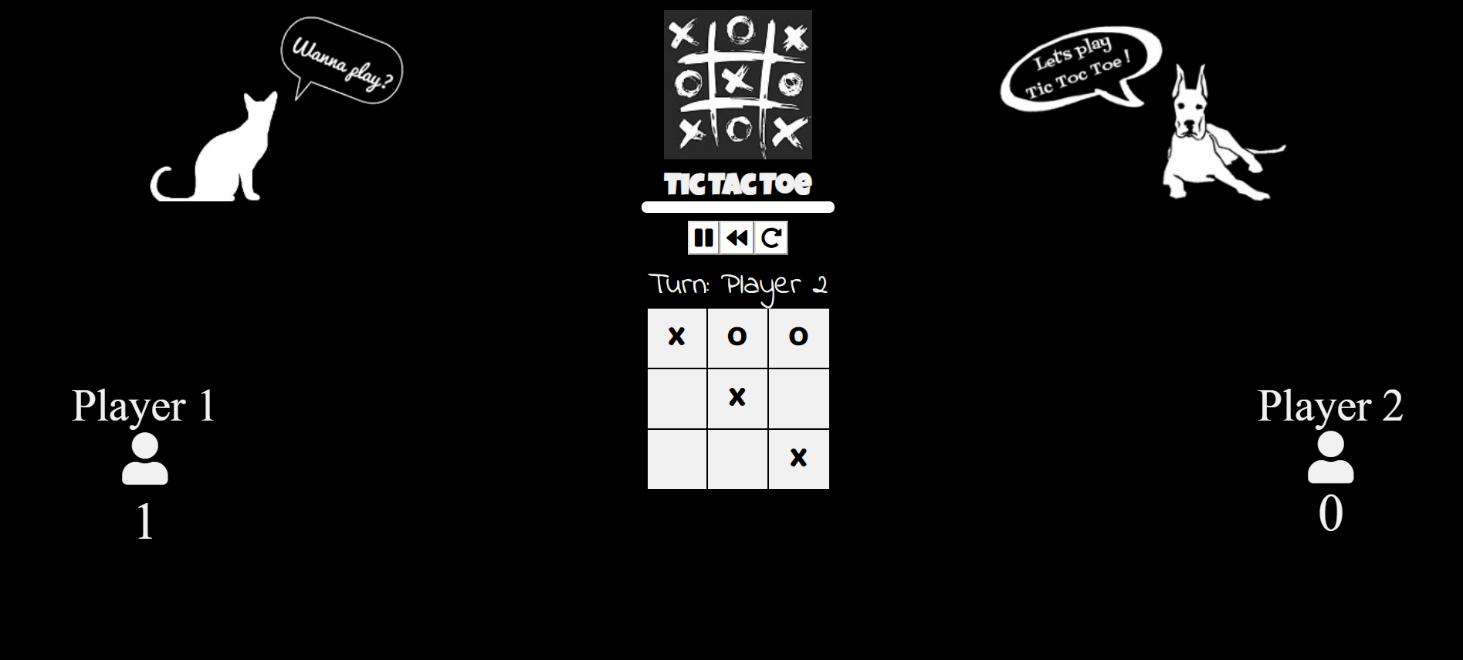 Wanna play?
Let's play
Tic Toc Toe !
X O X
O X O
X O X
TIC TAC TOE
Turn: Player 2
X O O
X
X
Player 1
1
Player 2
0